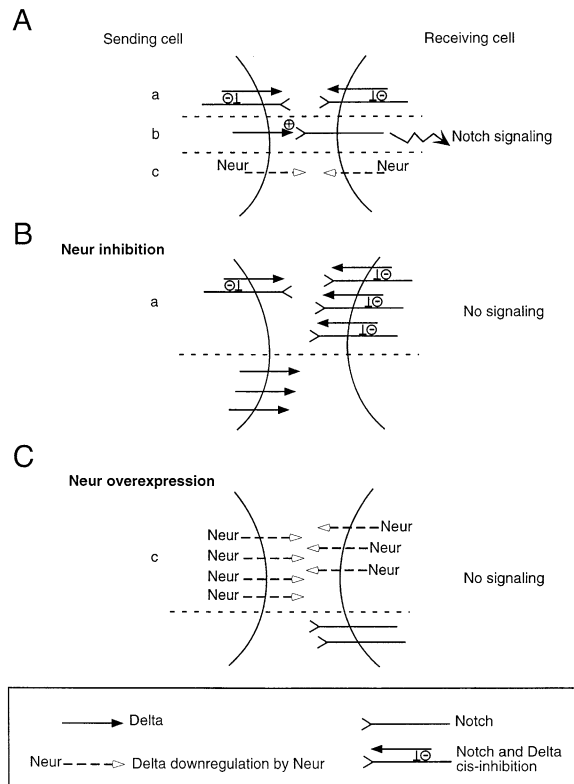 A
Sending cell Receiving cell
a
b Notch signaling
c Neur Neur
B
Neur inhibition
a No signaling
C
Neur overexpression
Neur Neur
Neur Neur
c Neur Neur No signaling
Neur
Delta Notch
Neur Delta downregulation by Neur Notch and Delta
cis-inhibition